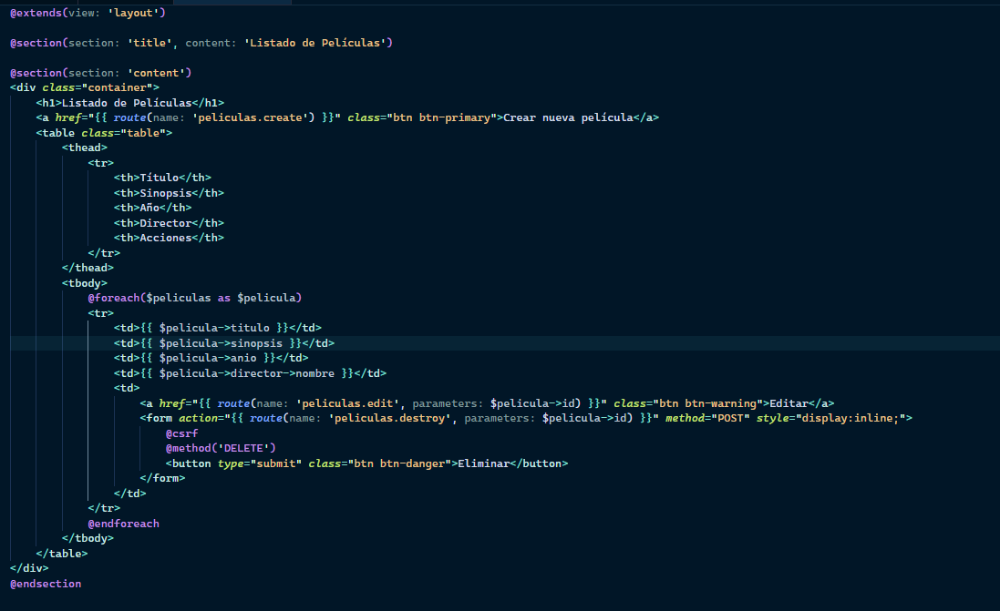 @extends(view: 'layout')
@section(section: 'title', content: 'Listado de Películas')
@section(section: 'content')
<div class="container">
<h1>Listado de Películas</h1>
<a href="{{ route(name: 'peliculas.create') }}" class="btn btn-primary">Crear nueva película</a>
<table class="table">
<thead>
<tr>
<th>Título</th>
<th>Sinopsis</th>
<th>Año</th>
<th>Director</th>
<th>Acciones</th>
</tr>
</thead>
<tbody>
@foreach($peliculas as $pelicula)
<tr>
<td>{{ $pelicula->titulo }}</td>
<td>{{ $pelicula->sinopsis }}</td>
<td>{{ $pelicula->anio }}</td>
<td>{{ $pelicula->director->nombre }}</td>
<td>
<a href="{{ route(name: 'peliculas.edit', parameters: $pelicula->id) }}" class="btn btn-warning">Editar</a>
<form action="{{ route(name: 'peliculas.destroy', parameters: $pelicula->id) }}" method="POST" style="display:inline;">
@csrf
@method('DELETE')
<button type="submit" class="btn btn-danger">Eliminar</button>
</form>
</td>
</tr>
@endforeach
</tbody>
</table>
</div>
@endsection